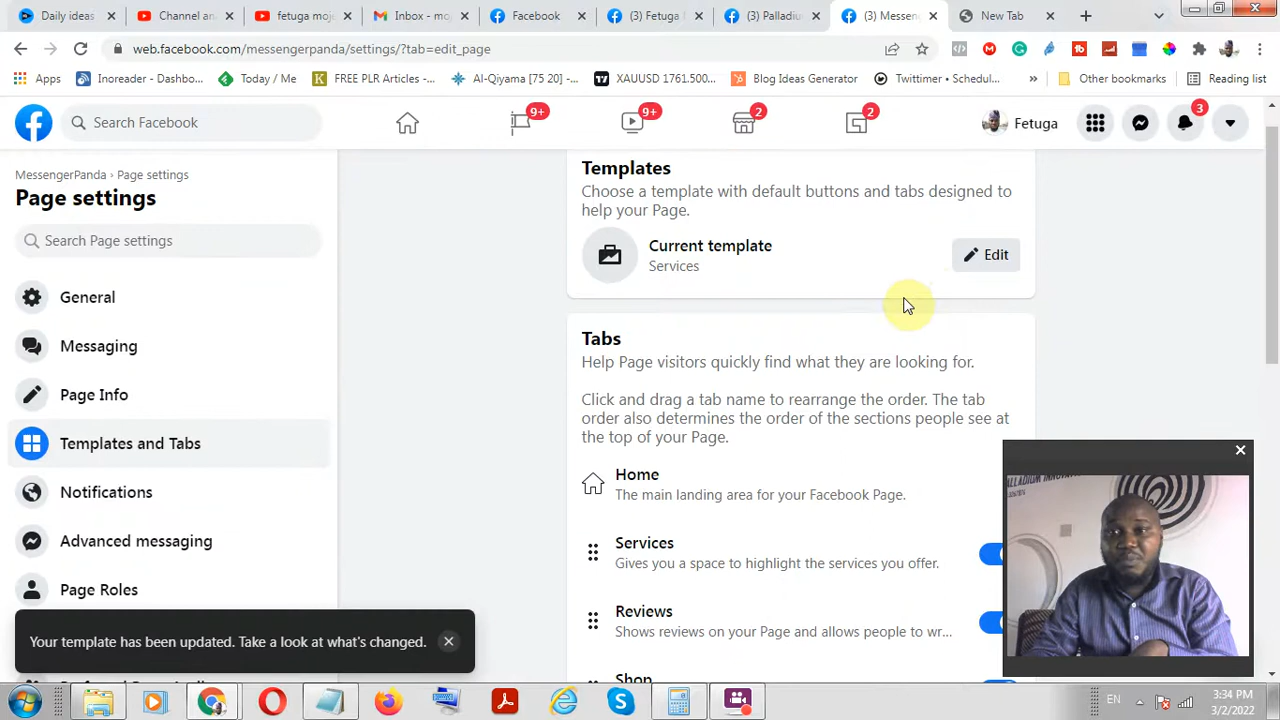 Daily ideas
Channel an
fetuga moj
Inbox - moj
Facebook
(3) Fetuga
(3) Palladiu
(3) Messen
New Tab
web.facebook.com/messengerpanda/settings/?tab=edit_page
Apps
Inoreader - Dashbo...
Today / Me
FREE PLR Articles -...
Al-Qiyama [75 20] -...
XAUUSD 1761.500...
Blog Ideas Generator
Twittimer • Schedul...
»
Other bookmarks
Reading list
Search Facebook
9+
9+
2
2
Fetuga
3
MessengerPanda › Page settings
Page settings
Search Page settings
General
Messaging
Page Info
Templates and Tabs
Notifications
Advanced messaging
Page Roles
Your template has been updated. Take a look at what's changed.
Templates
Choose a template with default buttons and tabs designed to
help your Page.
Current template
Services
Edit
Tabs
Help Page visitors quickly find what they are looking for.
Click and drag a tab name to rearrange the order. The tab
order also determines the order of the sections people see at
the top of your Page.
Home
The main landing area for your Facebook Page.
Services
Gives you a space to highlight the services you offer.
Reviews
Shows reviews on your Page and allows people to wr...
Shop
EN
3:34 PM
3/2/2022